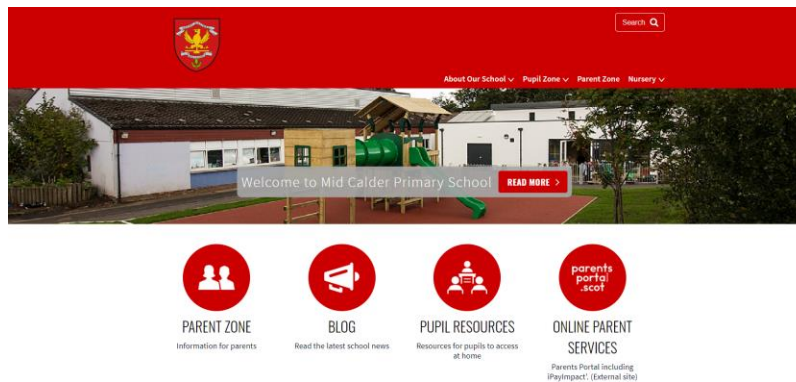 Search
About Our School
Pupil Zone
Parent Zone
Nursery
Welcome to Mid Calder Primary School
READ MORE >
PARENT ZONE
Information for parents
BLOG
Read the latest school news
PUPIL RESOURCES
Resources for pupils to access
at home
parents
portal
.scot
ONLINE PARENT
SERVICES
Parents Portal including
iPayImpact'. (External site)